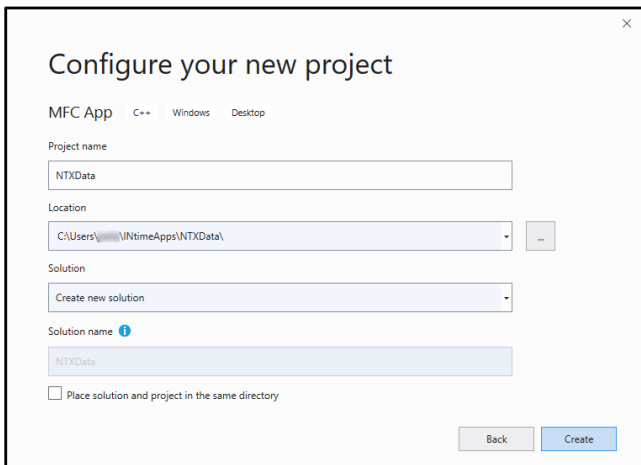 Configure your new project
MFC App C++ Windows Desktop
Project name
NTXData
Location
C:\Users\ \INtimeApps\NTXData\
...
Solution
Create new solution
Solution name
NTXData
Place solution and project in the same directory
Back Create